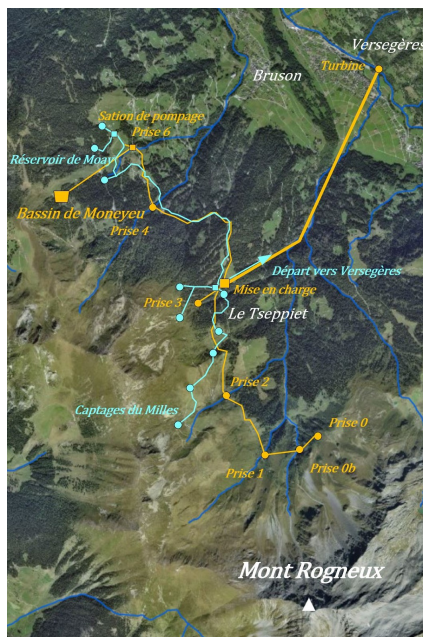 Versegères
Turbine
Bruson
Sation de pompage
Prise 6
Réservoir de Moay
Bassin de Moneyeu
Prise 4
Départ vers Versegères
Mise en charge
Prise 3
Le Tseppiet
Prise 2
Captages du Milles
Prise 0
Prise 1
Prise 0b
Mont Rogneux